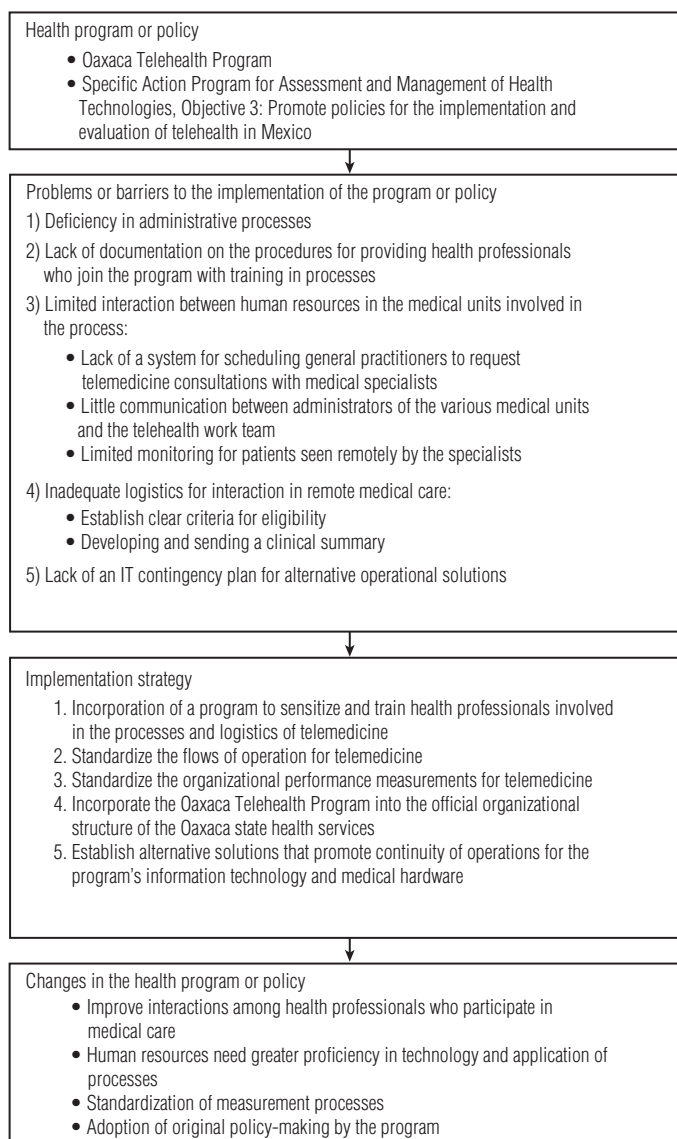 Health program or policy
• Oaxaca Telehealth Program
• Specific Action Program for Assessment and Management of Health
Technologies, Objective 3: Promote policies for the implementation and
evaluation of telehealth in Mexico
Problems or barriers to the implementation of the program or policy
1) Deficiency in administrative processes
2) Lack of documentation on the procedures for providing health professionals
who join the program with training in processes
3) Limited interaction between human resources in the medical units involved in
the process:
• Lack of a system for scheduling general practitioners to request
telemedicine consultations with medical specialists
• Little communication between administrators of the various medical units
and the telehealth work team
• Limited monitoring for patients seen remotely by the specialists
4) Inadequate logistics for interaction in remote medical care:
• Establish clear criteria for eligibility
• Developing and sending a clinical summary
5) Lack of an IT contingency plan for alternative operational solutions
Implementation strategy
1. Incorporation of a program to sensitize and train health professionals involved
in the processes and logistics of telemedicine
2. Standardize the flows of operation for telemedicine
3. Standardize the organizational performance measurements for telemedicine
4. Incorporate the Oaxaca Telehealth Program into the official organizational
structure of the Oaxaca state health services
5. Establish alternative solutions that promote continuity of operations for the
program's information technology and medical hardware
Changes in the health program or policy
• Improve interactions among health professionals who participate in
medical care
• Human resources need greater proficiency in technology and application of
processes
• Standardization of measurement processes
• Adoption of original policy-making by the program